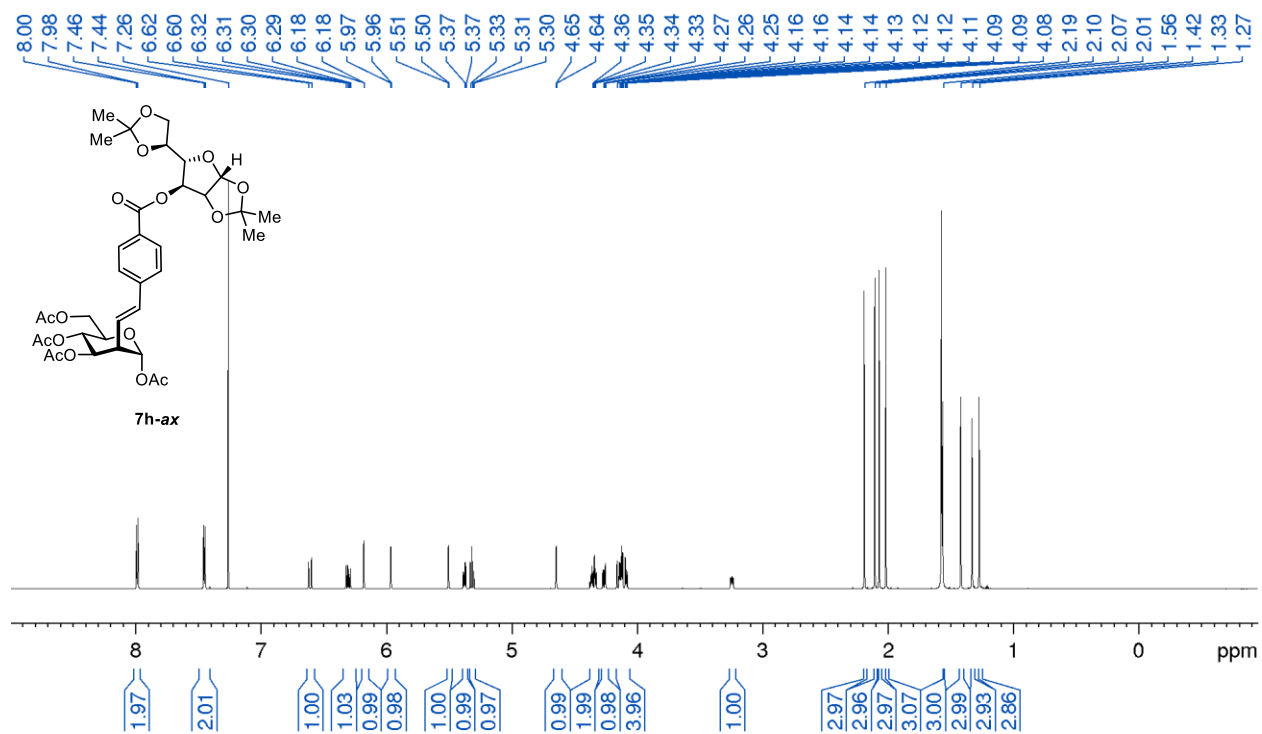 8.00 7.98 7.46 7.44 7.26 6.62 6.60 6.32 6.31 6.30 6.29 6.18 6.18 5.97 5.96 5.51 5.50 5.37 5.37 5.33 5.31 5.30 4.65 4.64 4.36 4.35 4.34 4.33 4.27 4.26 4.25 4.16 4.16 4.14 4.14 4.13 4.12 4.12 4.11 4.09 4.09 4.08 2.19 2.10 2.07 2.01 1.56 1.42 1.33 1.27
Me O
Me
O O H
O
O O
O Me
Me
AcO
O
AcO
AcO
OAc
7h-ax
8 7 6 5 4 3 2 1 0 ppm
1.97 2.01 1.00 1.03 0.99 0.98 1.00 0.99 0.97 0.99 1.99 0.98 3.96 1.00 2.97 2.96 2.97 3.07 3.00 2.99 2.93 2.86